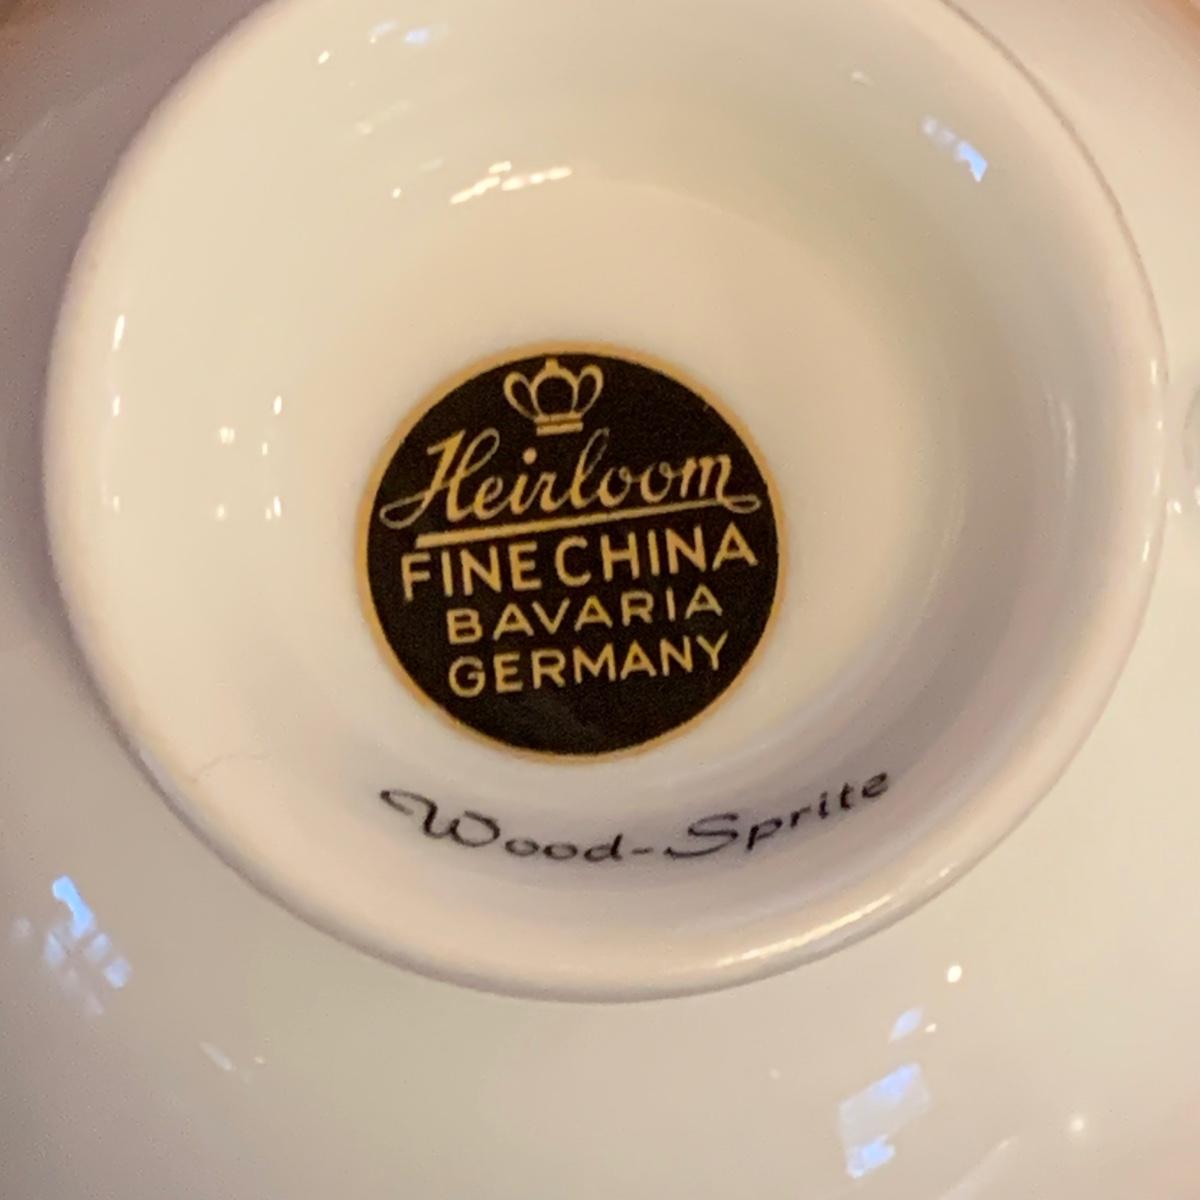 Heirloom
FINE CHINA
BAVARIA
GERMANY
Wood-Sprite